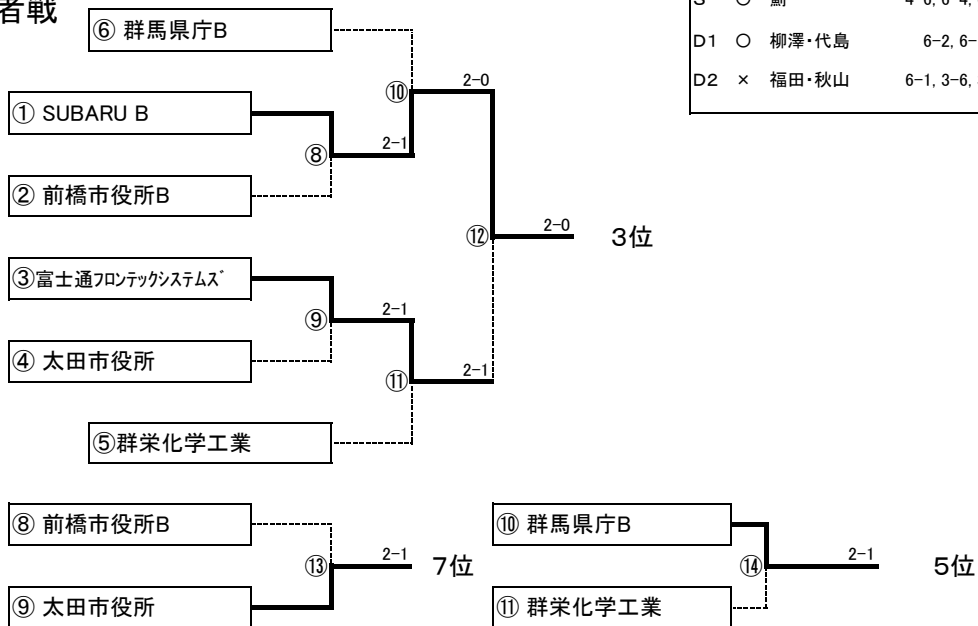 者戦
S ○ 薊 4-6, 6-4,
D1 ○ 柳澤・代島 6-2, 6-
D2 × 福田・秋山 6-1, 3-6,
⑥ 群馬県庁B
⑩ 2-0
① SUBARU B
⑧ 2-1
② 前橋市役所B
⑫ 2-0 3位
③富士通ﾌﾛﾝﾃｯｸｼｽﾃﾑｽﾞ
⑨ 2-1
④ 太田市役所
⑪ 2-1
⑤群栄化学工業
⑧ 前橋市役所B
⑬ 2-1 7位
⑨ 太田市役所
⑩ 群馬県庁B
⑭ 2-1 5位
⑪ 群栄化学工業